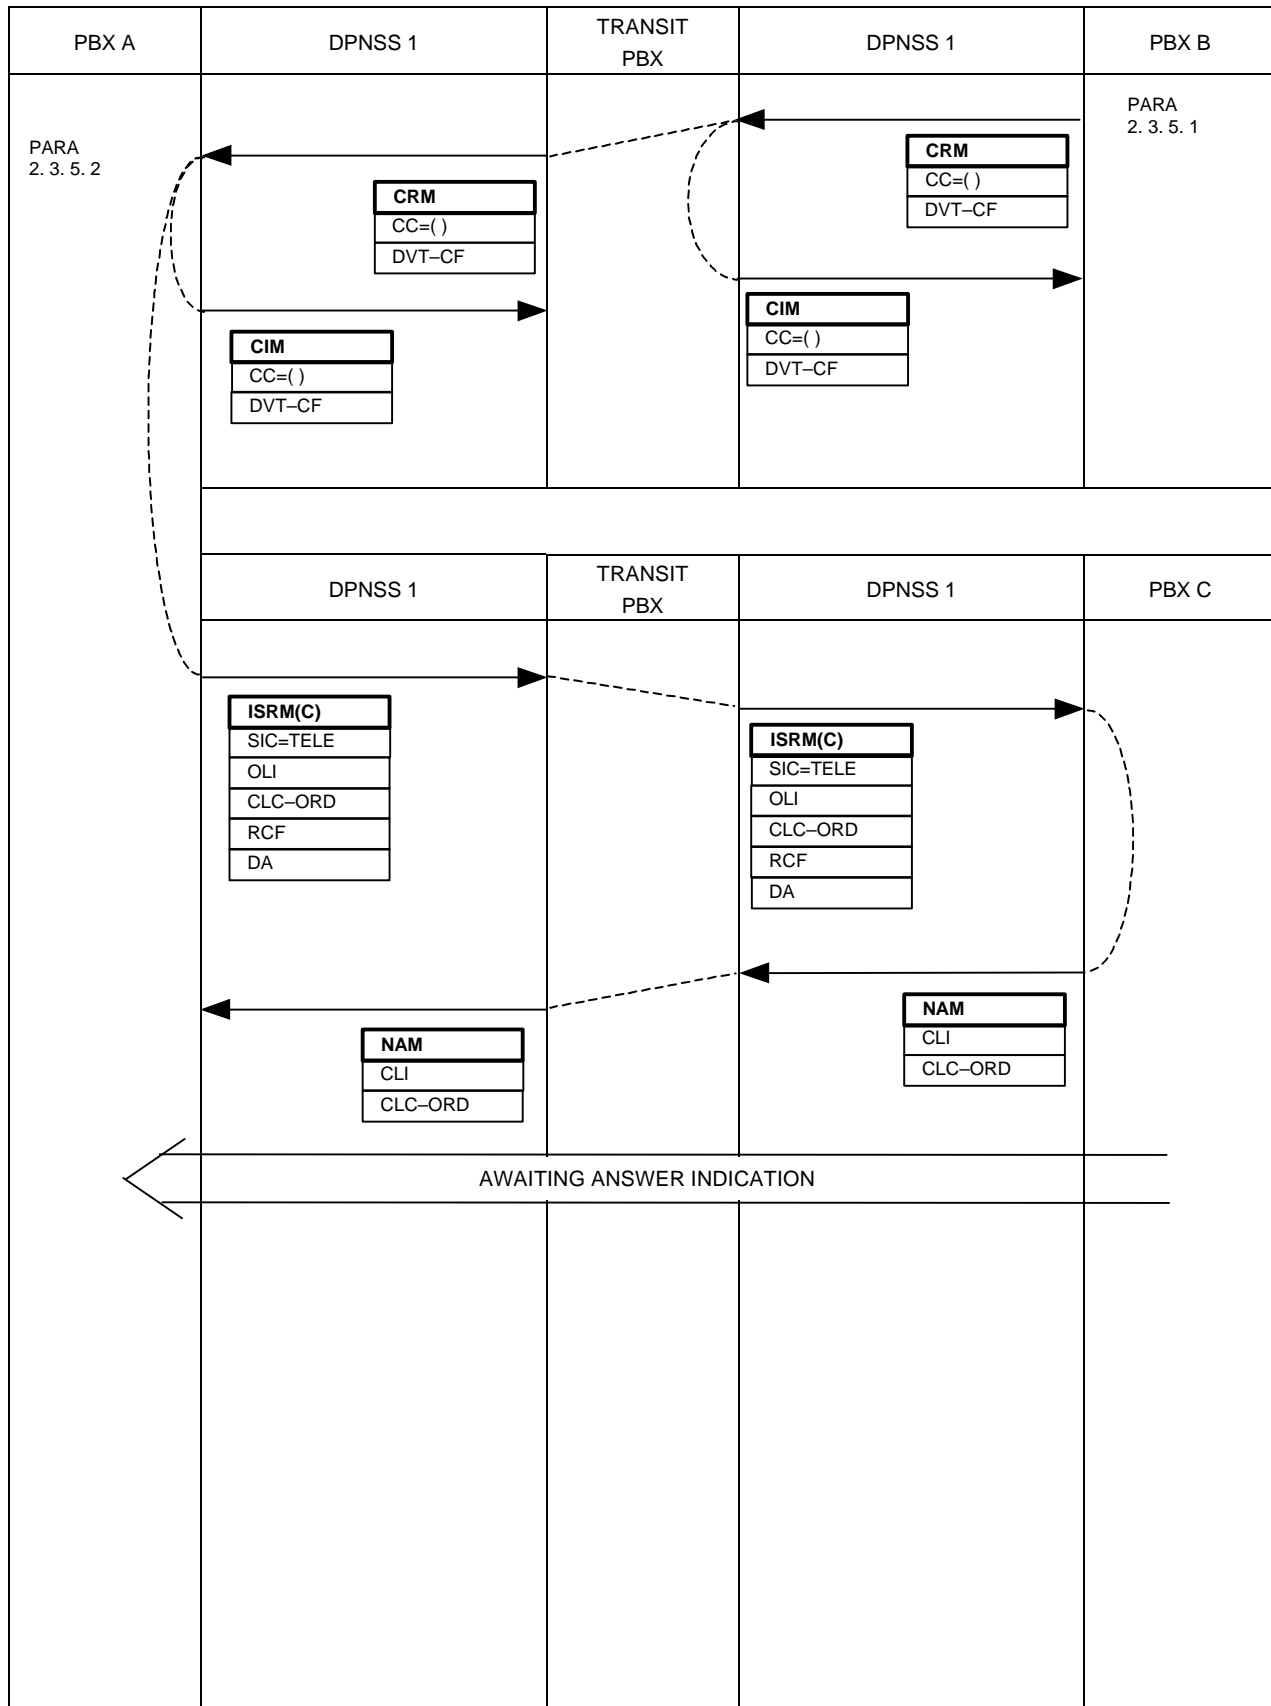 PBX A
DPNSS 1
TRANSIT
PBX
DPNSS 1
PBX B
PARA
2. 3. 5. 1
PARA
2. 3. 5. 2
CRM
CC=( )
DVT–CF
CRM
CC=( )
DVT–CF
CIM
CC=( )
DVT–CF
CIM
CC=( )
DVT–CF
DPNSS 1
TRANSIT
PBX
DPNSS 1
PBX C
ISRM(C)
SIC=TELE
OLI
CLC–ORD
RCF
DA
ISRM(C)
SIC=TELE
OLI
CLC–ORD
RCF
DA
NAM
CLI
CLC–ORD
NAM
CLI
CLC–ORD
AWAITING ANSWER INDICATION